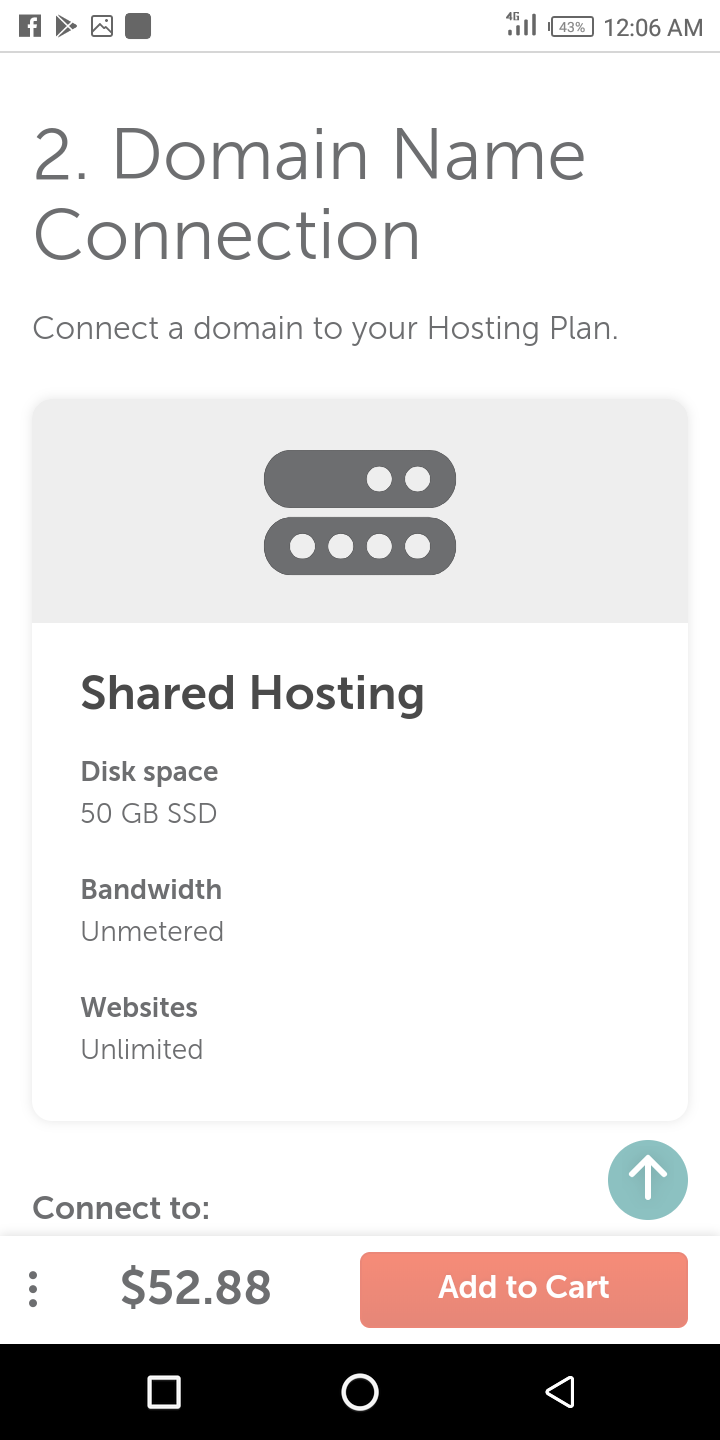 4G 43% 12:06 AM
2. Domain Name
Connection
Connect a domain to your Hosting Plan.
Shared Hosting
Disk space
50 GB SSD
Bandwidth
Unmetered
Websites
Unlimited
Connect to:
$52.88 Add to Cart